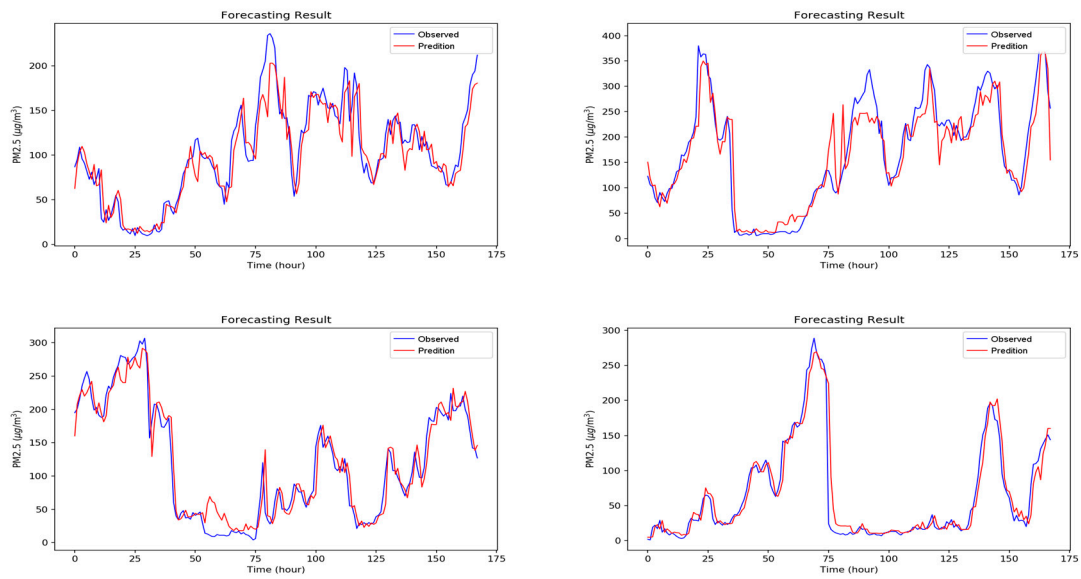 Forecasting Result
Observed
Predition
PM2.5 (μg/m³)
200
150
100
50
0
0 25 50 75 100 125 150 175
Time (hour)
Forecasting Result
Observed
Predition
PM2.5 (μg/m³)
400
350
300
250
200
150
100
50
0
0 25 50 75 100 125 150 175
Time (hour)
Forecasting Result
Observed
Predition
PM2.5 (μg/m³)
300
250
200
150
100
50
0
0 25 50 75 100 125 150 175
Time (hour)
Forecasting Result
Observed
Predition
PM2.5 (μg/m³)
300
250
200
150
100
50
0
0 25 50 75 100 125 150 175
Time (hour)